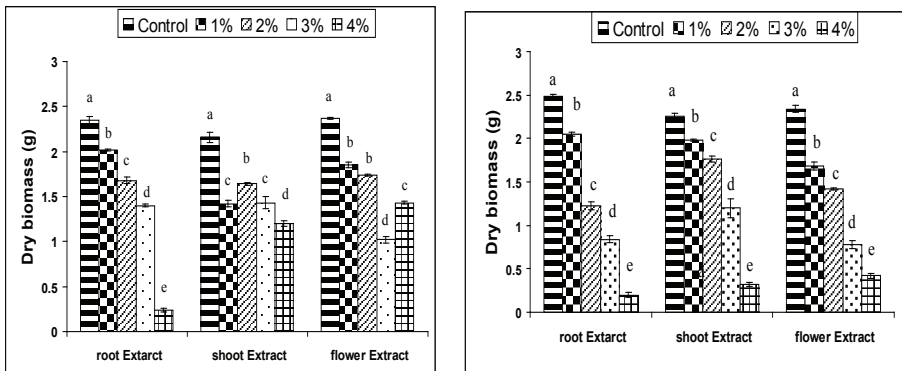 Control 1% 2% 3% 4%
Dry biomass (g)
3
2.5
2
1.5
1
0.5
0
a b c d e
a c b c d
a b b d c
root Extarct shoot Extract flower Extract
Control 1% 2% 3% 4%
Dry biomass (g)
3
2.5
2
1.5
1
0.5
0
a b c d e
a b c d e
a b c d e
root Extract shoot Extract flower Extract